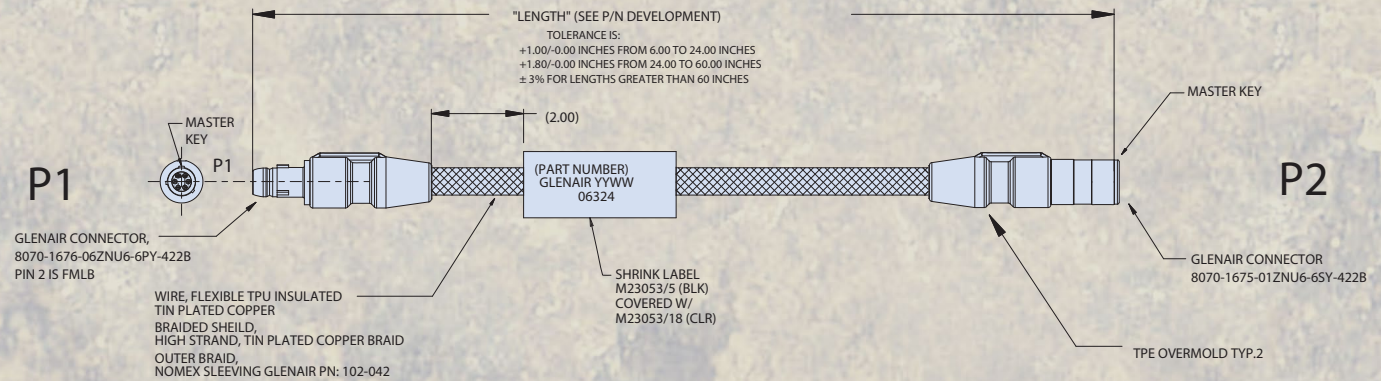 "LENGTH" (SEE P/N DEVELOPMENT)
TOLERANCE IS:
+1.00/-0.00 INCHES FROM 6.00 TO 24.00 INCHES
+1.80/-0.00 INCHES FROM 24.00 TO 60.00 INCHES
± 3% FOR LENGTHS GREATER THAN 60 INCHES
(2.00)
MASTER KEY
MASTER
KEY
P1
P1
P2
(PART NUMBER)
GLENAIR YYWW
06324
GLENAIR CONNECTOR,
8070-1676-06ZNU6-6PY-422B
PIN 2 IS FMLB
WIRE, FLEXIBLE TPU INSULATED
TIN PLATED COPPER
BRAIDED SHEILD,
HIGH STRAND, TIN PLATED COPPER BRAID
OUTER BRAID,
NOMEX SLEEVING GLENAIR PN: 102-042
SHRINK LABEL
M23053/5 (BLK)
COVERED W/
M23053/18 (CLR)
GLENAIR CONNECTOR
8070-1675-01ZNU6-6SY-422B
TPE OVERMOLD TYP.2